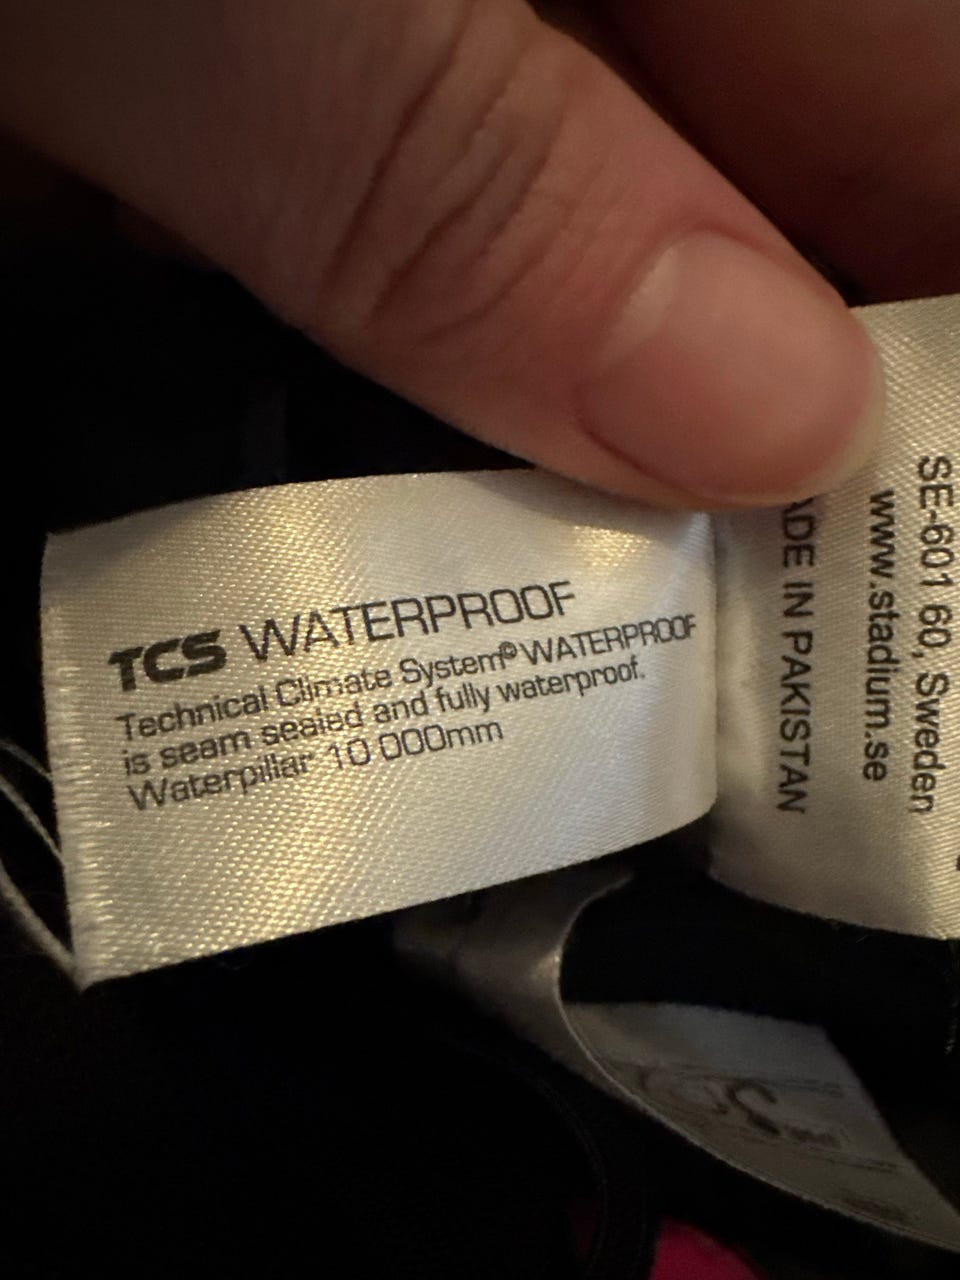 TCS WATERPROOF
Technical Climate System© WATERPROOF
is seam sealed and fully waterproof.
Waterpillar 10 000mm
SE-601 60, Sweden
www.stadium.se
ADE IN PAKISTAN